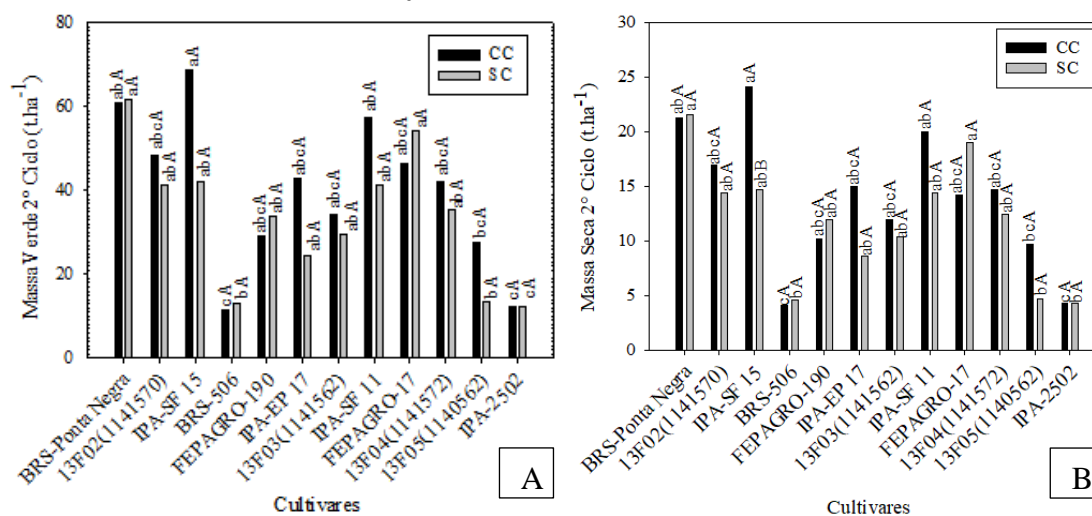 Massa Verde 2° Ciclo (t.ha⁻¹)
80
60
40
20
0
CC
SC
abA
aA
abcA
abA
aA
abA
cA
bA
abcA
abA
abcA
abA
abcA
abA
abA
abA
abcA
aA
abcA
abA
bcA
bA
cA
cA
BRS-Ponta Negra
13F02(1141570)
IPA-SF 15
BRS-506
FEPAGRO-190
IPA-EP 17
13F03(1141562)
IPA-SF 11
FEPAGRO-17
13F04(1141572)
13F05(1140562)
IPA-2502
Cultivares
A
Massa Seca 2° Ciclo (t.ha⁻¹)
30
25
20
15
10
5
0
CC
SC
abA
aA
abcA
abA
aA
abB
cA
bA
abcA
abA
abcA
abA
abcA
abA
abA
abA
abcA
aA
abcA
abA
bcA
bA
cA
bA
BRS-Ponta Negra
13F02(1141570)
IPA-SF 15
BRS-506
FEPAGRO-190
IPA-EP 17
13F03(1141562)
IPA-SF 11
FEPAGRO-17
13F04(1141572)
13F05(1140562)
IPA-2502
Cultivares
B